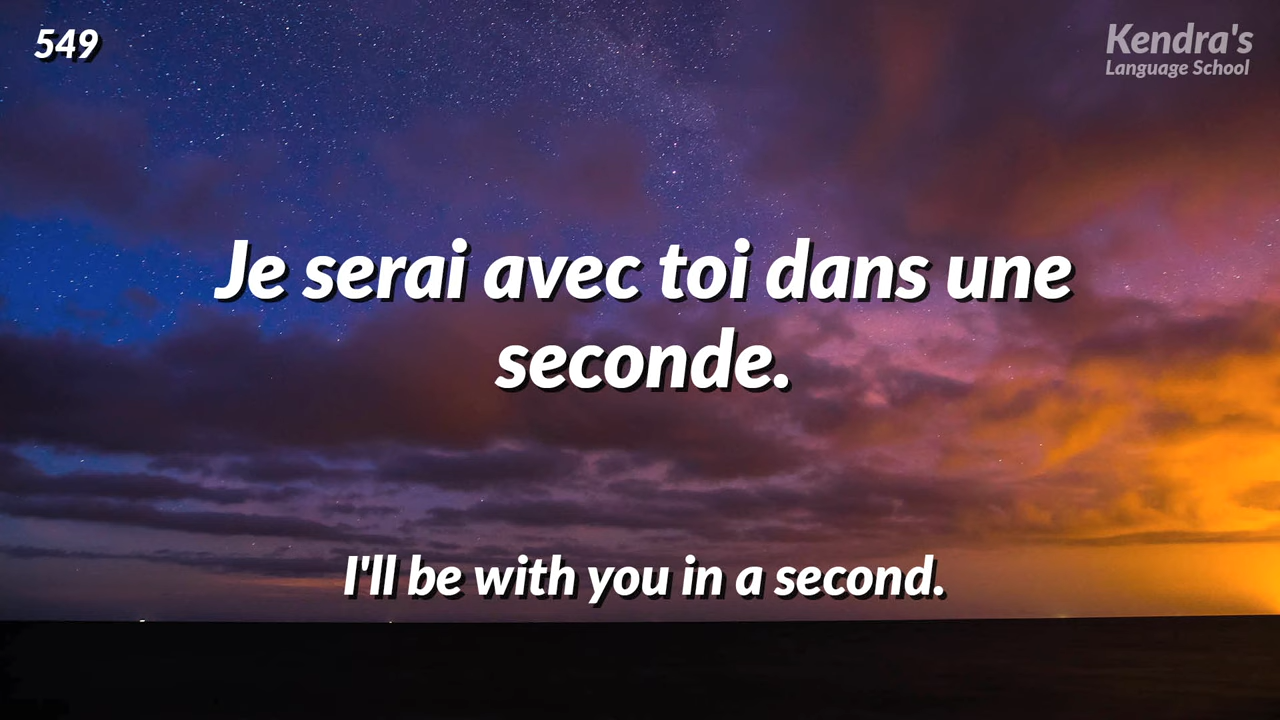 549
Kendra's
Language School
Je serai avec toi dans une
seconde.
I'll be with you in a second.